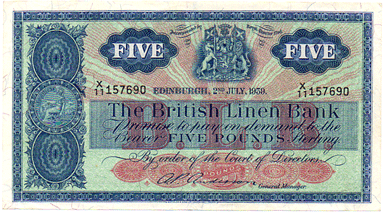 FIVE FIVE
X/11 157690 EDINBURGH, 2ND JULY, 1959. X/11 157690
The British Linen Bank
Promise to pay on demand to the
Bearer FIVE POUNDS Sterling.
By order of the Court of Directors.
General Manager